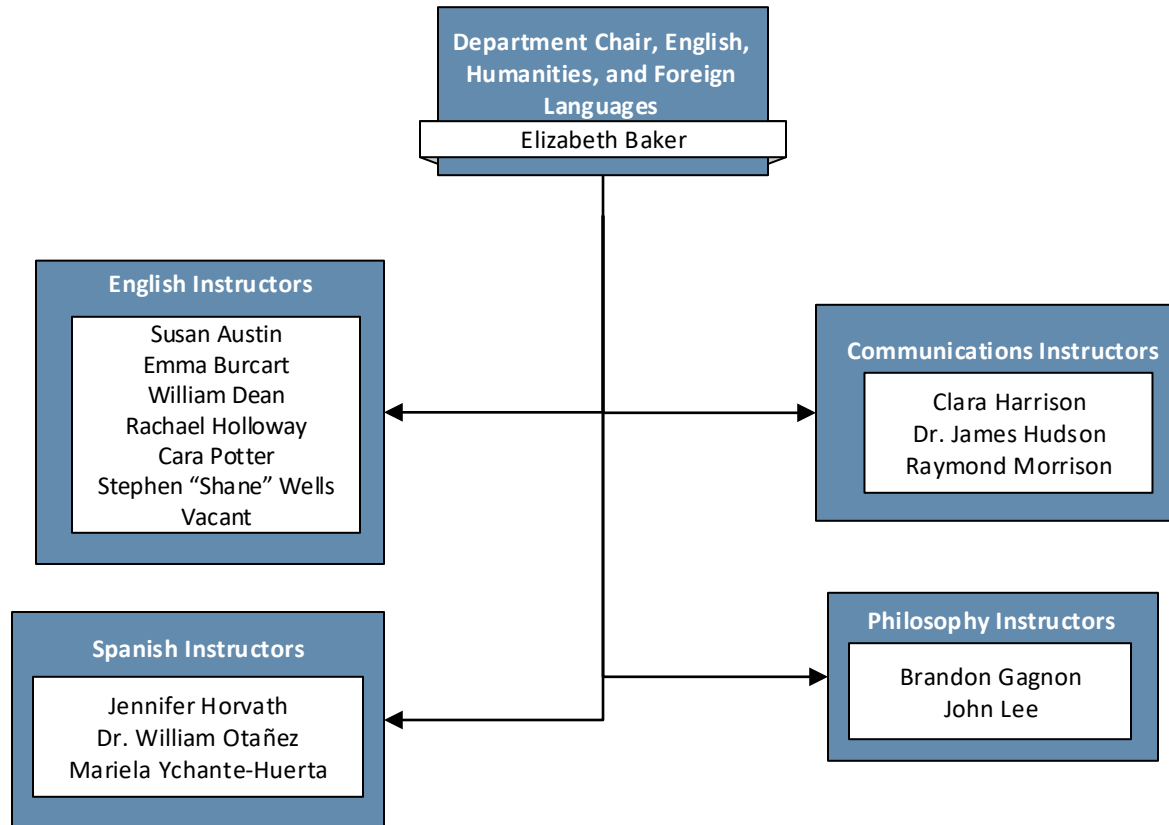 Department Chair, English,
Humanities, and Foreign
Languages
Elizabeth Baker
English Instructors
Susan Austin
Emma Burcart
William Dean
Rachael Holloway
Cara Potter
Stephen “Shane” Wells
Vacant
Communications Instructors
Clara Harrison
Dr. James Hudson
Raymond Morrison
Spanish Instructors
Jennifer Horvath
Dr. William Otañez
Mariela Ychante-Huerta
Philosophy Instructors
Brandon Gagnon
John Lee